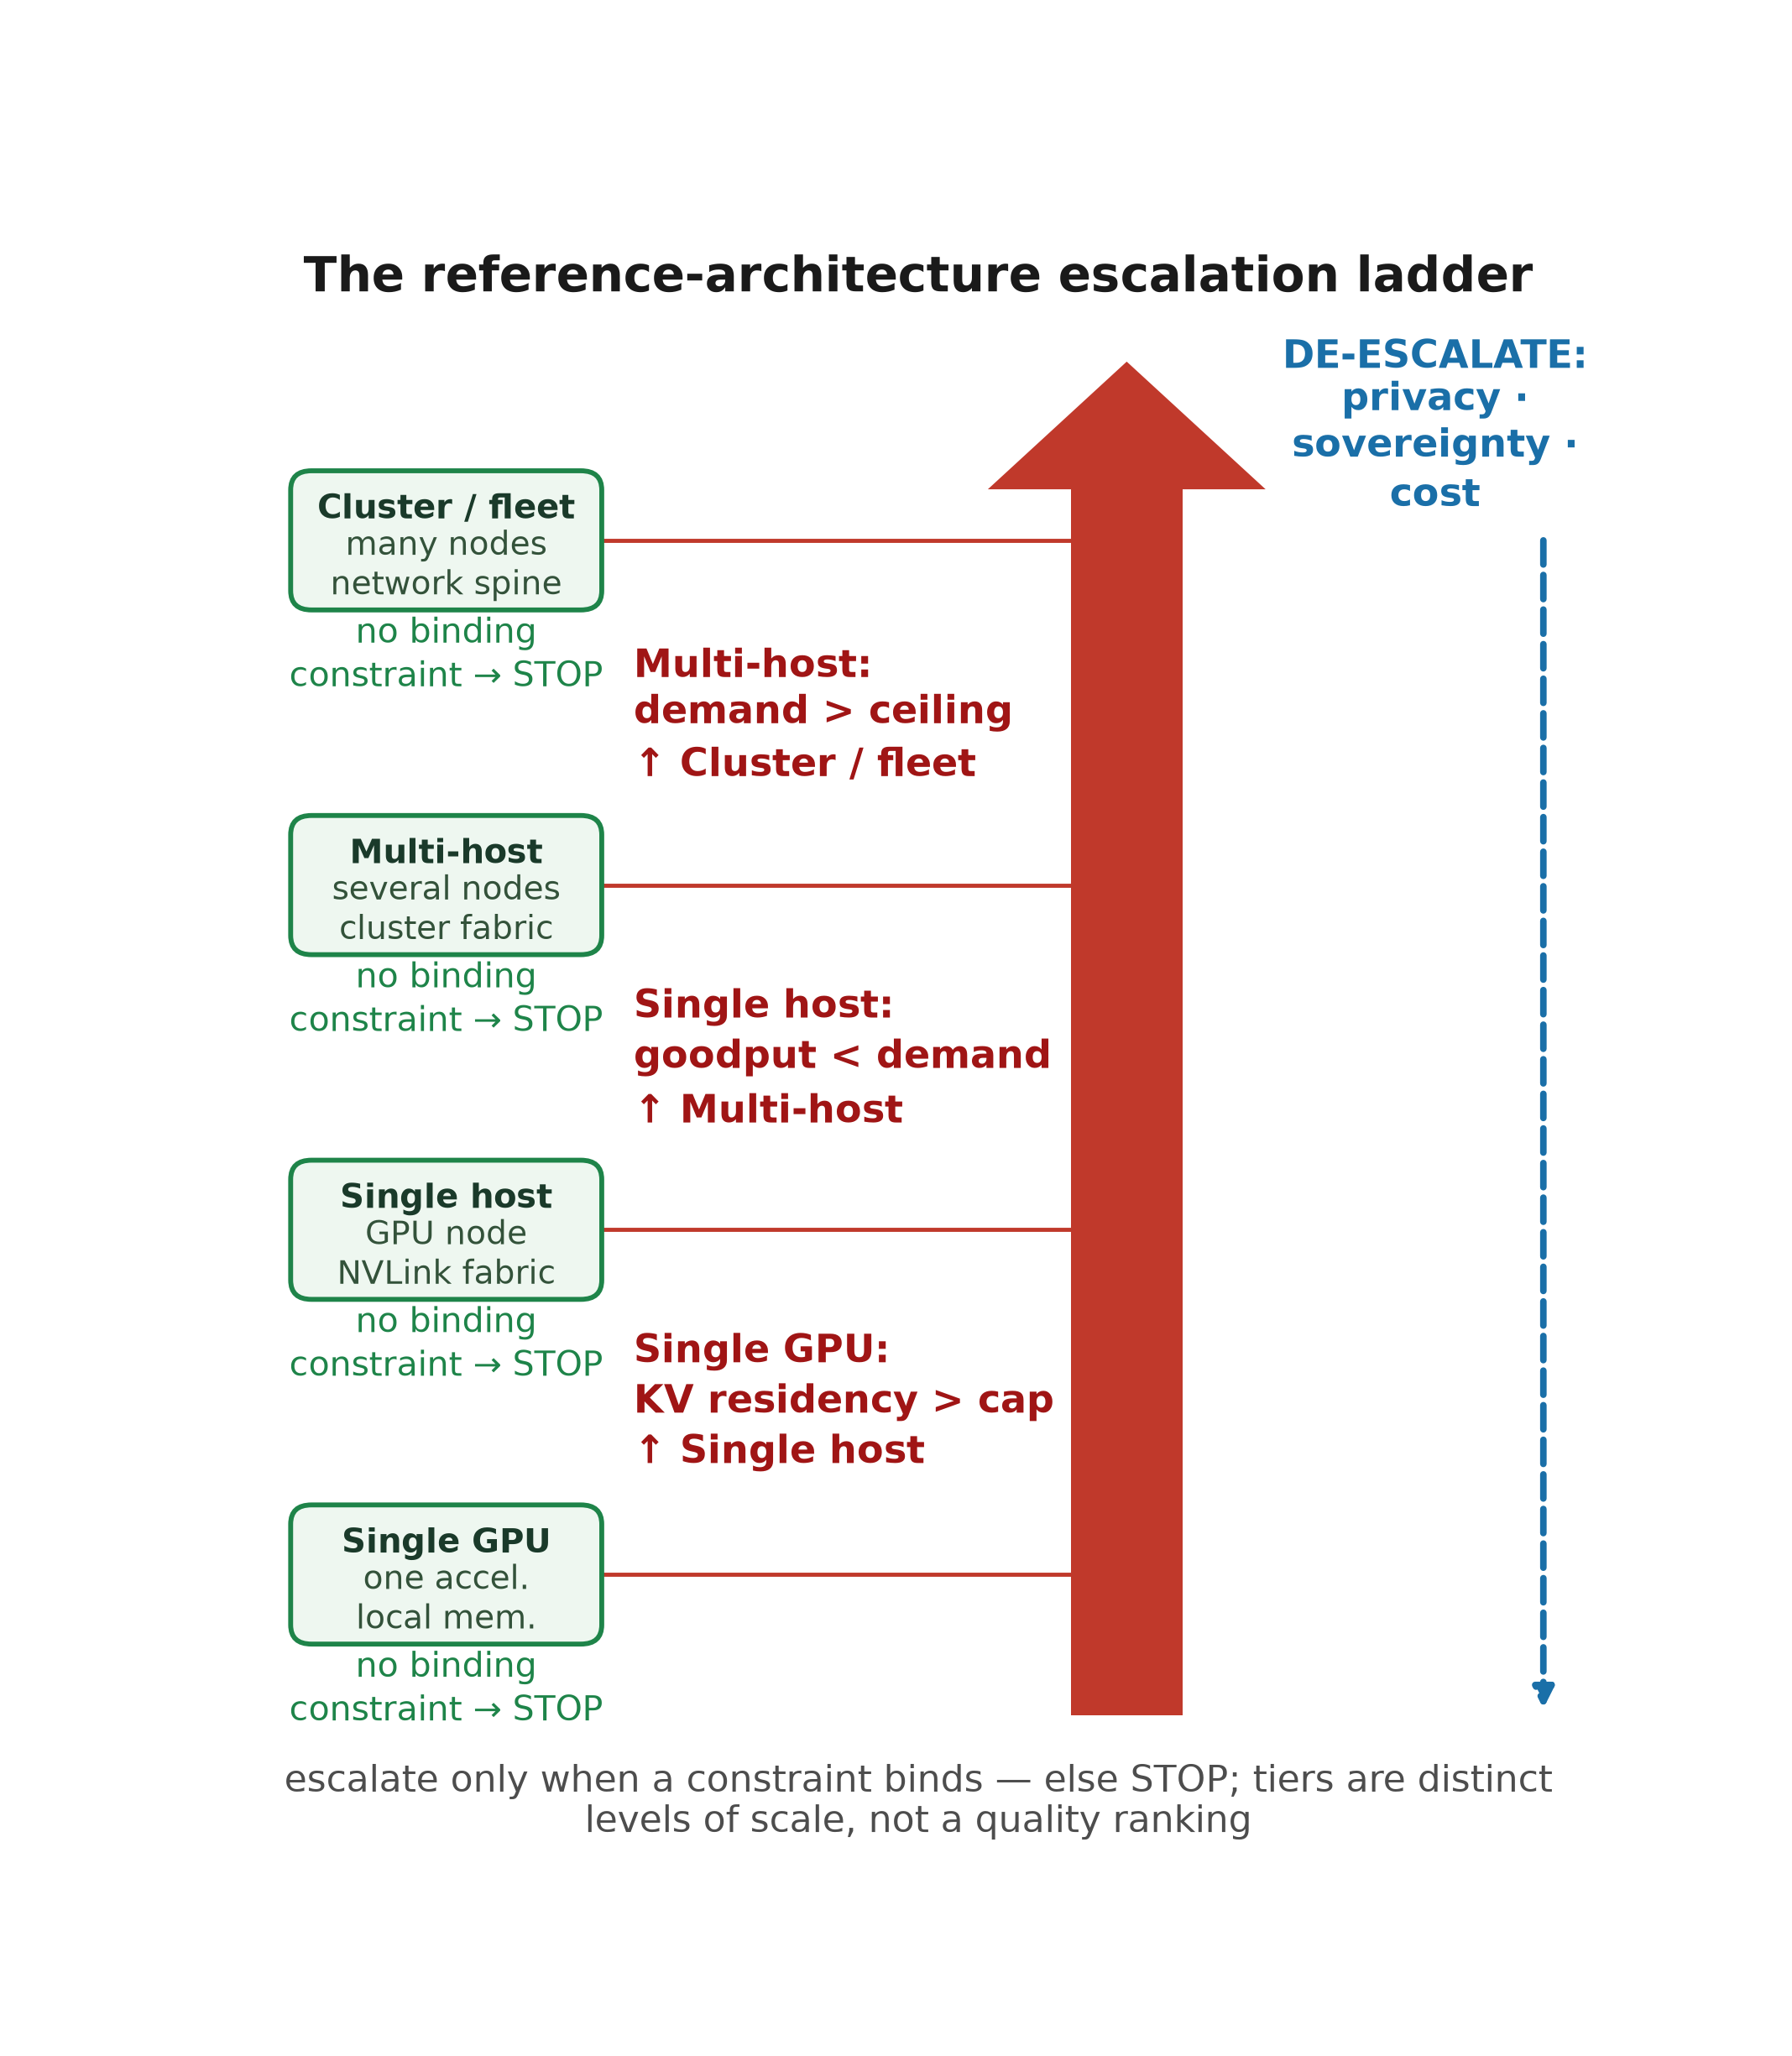 The reference-architecture escalation ladder
DE-ESCALATE:
privacy ·
sovereignty ·
cost
Cluster / fleet
many nodes
network spine
no binding
constraint → STOP
Multi-host:
demand > ceiling
↑ Cluster / fleet
Multi-host
several nodes
cluster fabric
no binding
constraint → STOP
Single host:
goodput < demand
↑ Multi-host
Single host
GPU node
NVLink fabric
no binding
constraint → STOP
Single GPU:
KV residency > cap
↑ Single host
Single GPU
one accel.
local mem.
no binding
constraint → STOP
escalate only when a constraint binds — else STOP; tiers are distinct
levels of scale, not a quality ranking